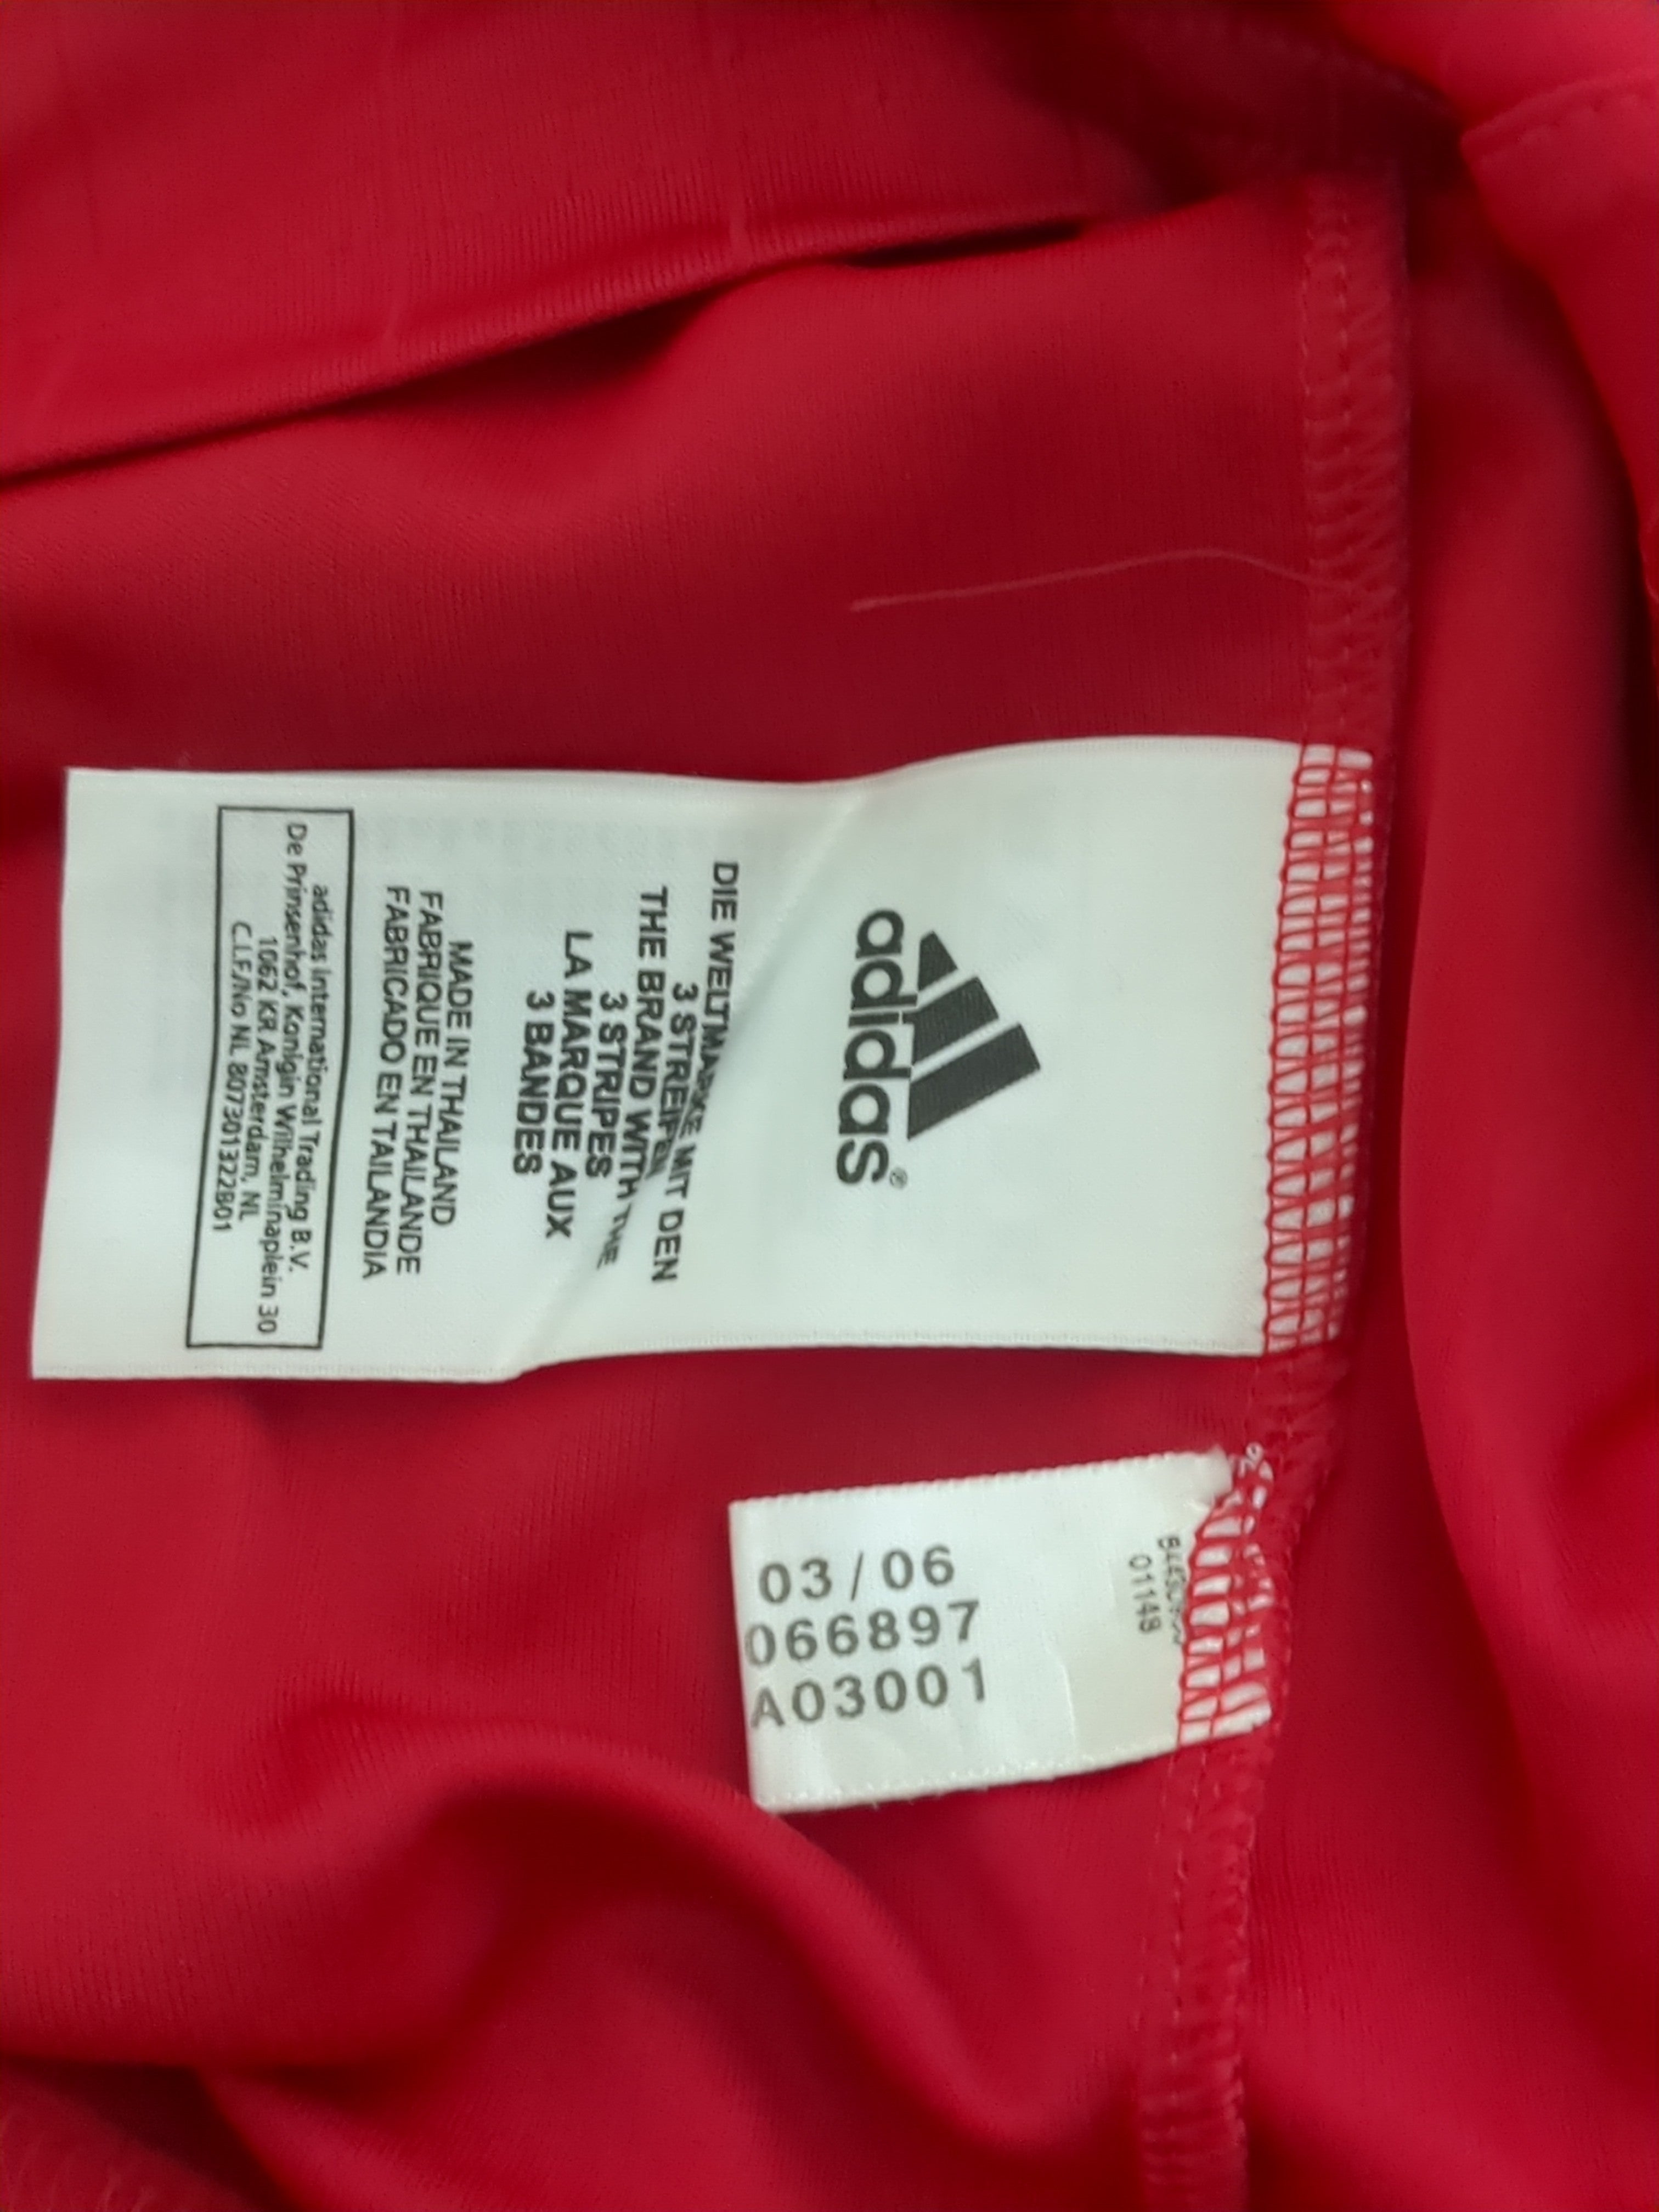 adidas®
DIE WELTMARKE MIT DEN
3 STREIFEN
THE BRAND WITH THE
3 STRIPES
LA MARQUE AUX
3 BANDES
MADE IN THAILAND
FABRIQUE EN THAILANDE
FABRICADO EN TAILANDIA
adidas International Trading B.V.
De Prinsenhof, Konigin Wilhelminaplein 30
1062 KR Amsterdam, NL
C.I.F/No NL 807301322B01
011149
03/06
066897
A03001